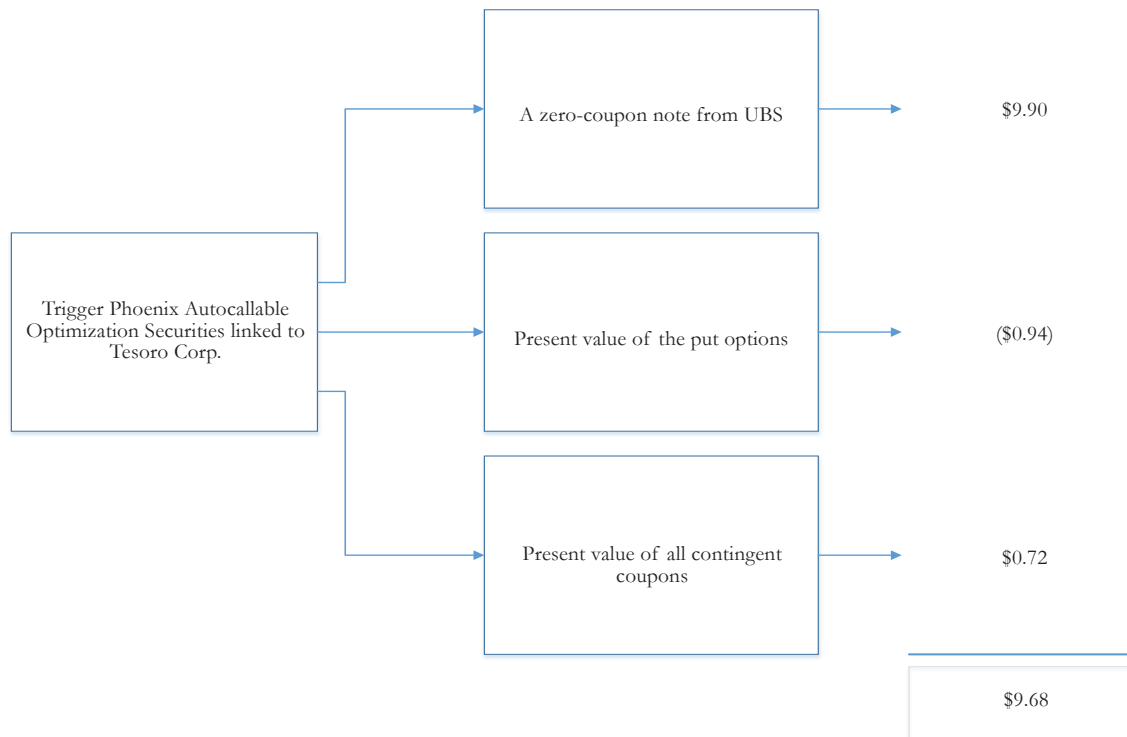 A zero-coupon note from UBS
$9.90
Trigger Phoenix Autocallable
Optimization Securities linked to
Tesoro Corp.
Present value of the put options
($0.94)
Present value of all contingent
coupons
$0.72
$9.68